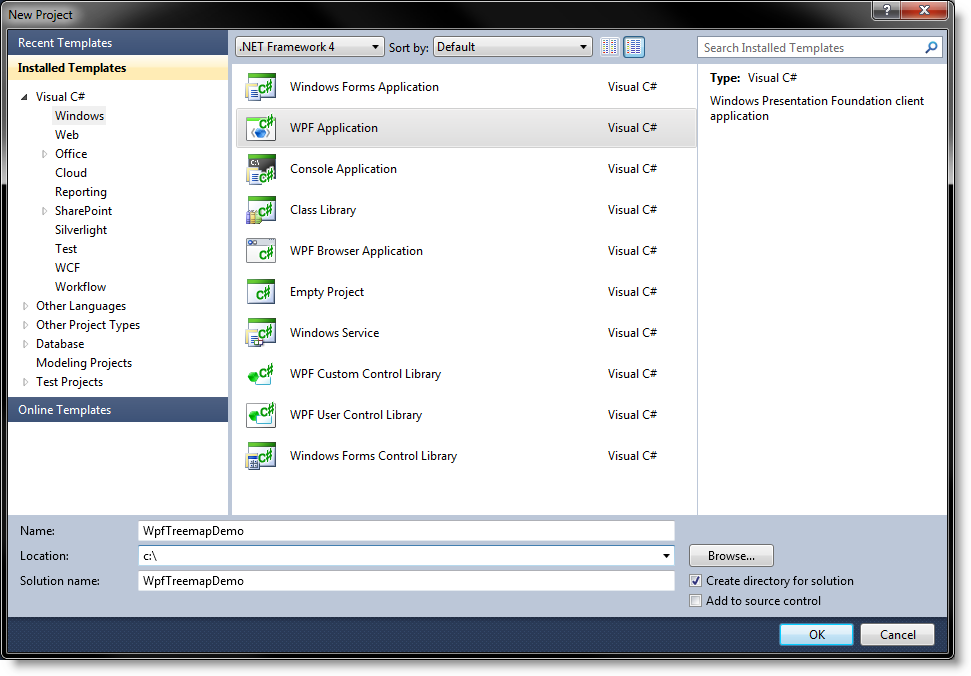 New Project
?
Recent Templates
Installed Templates
Visual C#
Windows
Web
Office
Cloud
Reporting
SharePoint
Silverlight
Test
WCF
Workflow
Other Languages
Other Project Types
Database
Modeling Projects
Test Projects
Online Templates
.NET Framework 4
Sort by:
Default
Windows Forms Application
Visual C#
WPF Application
Visual C#
Console Application
Visual C#
Class Library
Visual C#
WPF Browser Application
Visual C#
Empty Project
Visual C#
Windows Service
Visual C#
WPF Custom Control Library
Visual C#
WPF User Control Library
Visual C#
Windows Forms Control Library
Visual C#
Search Installed Templates
Type: Visual C#
Windows Presentation Foundation client
application
Name:
WpfTreemapDemo
Location:
c:\
Browse...
Solution name:
WpfTreemapDemo
Create directory for solution
Add to source control
OK
Cancel